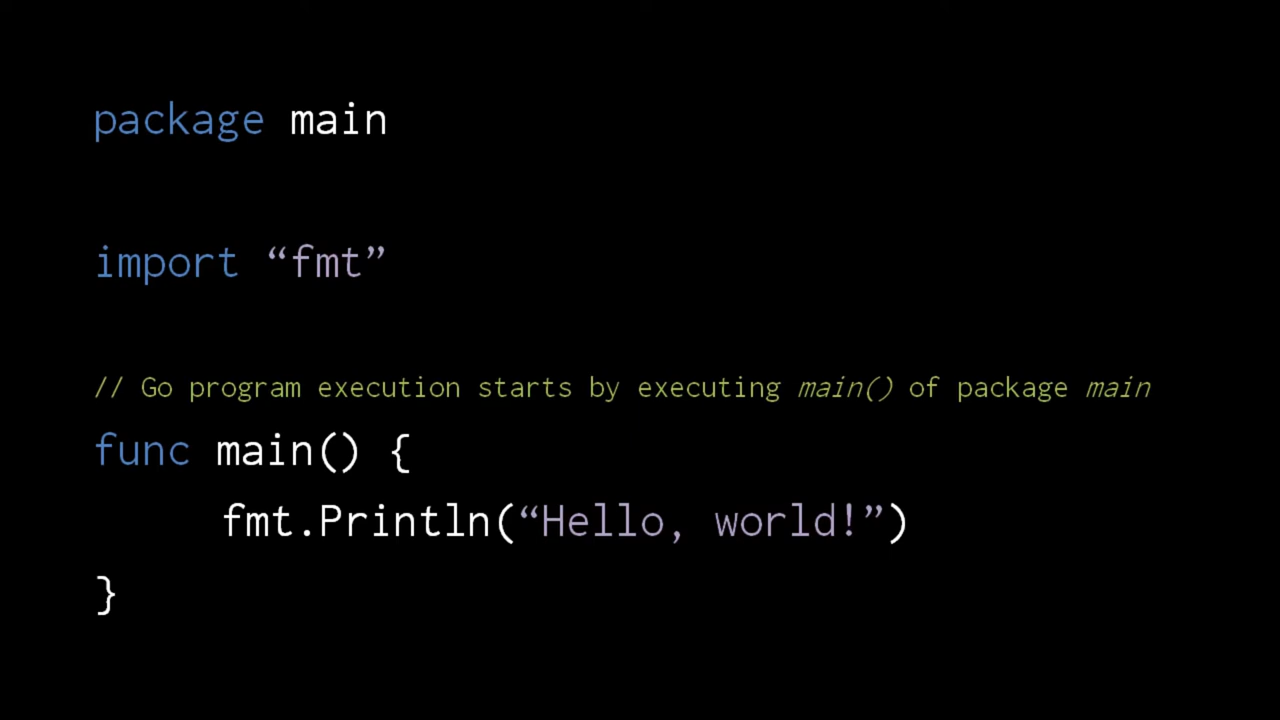 package main
import “fmt”
// Go program execution starts by executing main() of package main
func main() {
fmt.Println(“Hello, world!”)
}